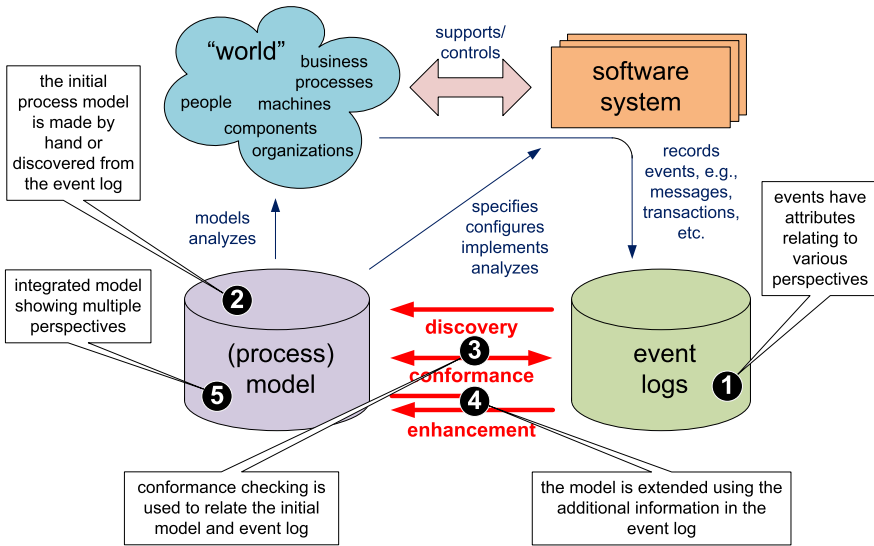 “world”
business
processes
people
machines
components
organizations
supports/
controls
software
system
the initial
process model
is made by
hand or
discovered from
the event log
models
analyzes
specifies
configures
implements
analyzes
records
events, e.g.,
messages,
transactions,
etc.
events have
attributes
relating to
various
perspectives
integrated model
showing multiple
perspectives
2
(process)
model
5
discovery
3
conformance
4
enhancement
event
logs
1
conformance checking is
used to relate the initial
model and event log
the model is extended using the
additional information in the
event log